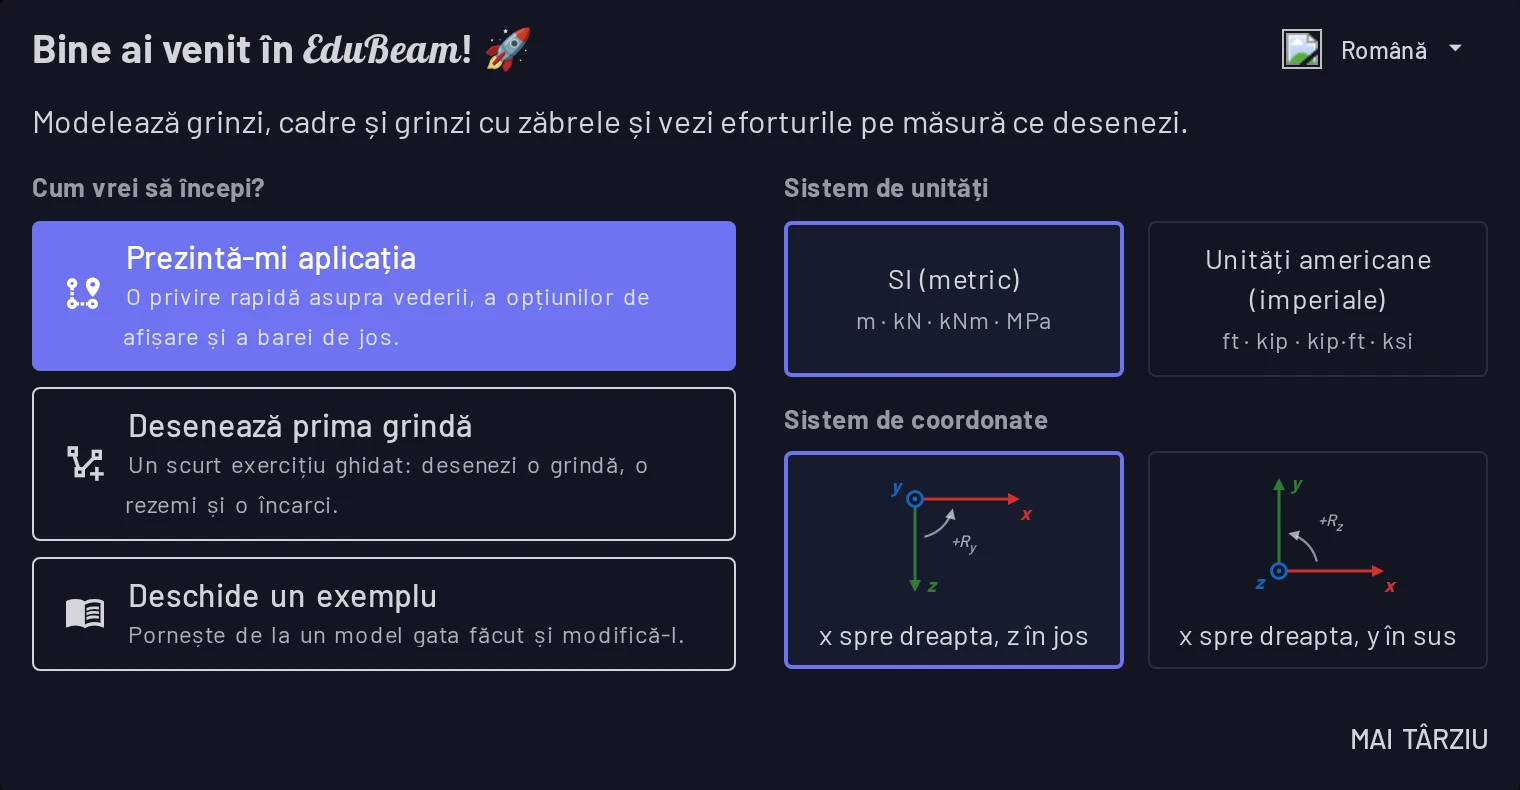 Bine ai venit în EduBeam! 🚀
Română
Modelează grinzi, cadre și grinzi cu zăbrele și vezi eforturile pe măsură ce desenezi.
Cum vrei să începi?
Prezintă-mi aplicația
O privire rapidă asupra vederii, a opțiunilor de
afișare și a barei de jos.
Desenează prima grindă
Un scurt exercițiu ghidat: desenezi o grindă, o
rezemi și o încarci.
Deschide un exemplu
Pornește de la un model gata făcut și modifică-l.
Sistem de unități
SI (metric)
m · kN · kNm · MPa
Unități americane
(imperiale)
ft · kip · kip·ft · ksi
Sistem de coordonate
y
x
+Ry
z
x spre dreapta, z în jos
y
+Rz
z
x
x spre dreapta, y în sus
MAI TÂRZIU